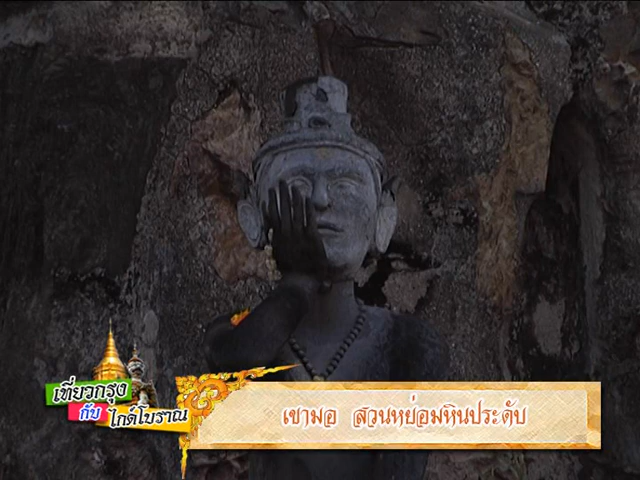 เที่ยวกรุง
กับ ไกด์โบราณ
เขามอ สวนหย่อมหินประดับ